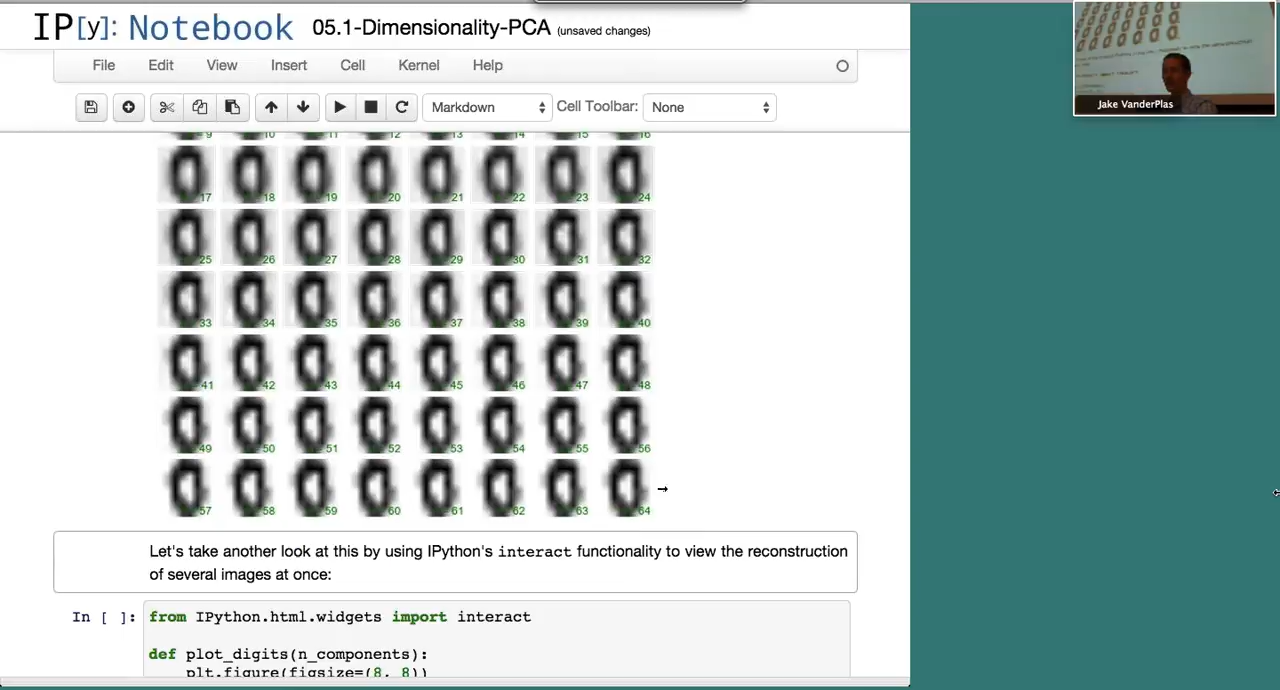 IP[y]: Notebook 05.1-Dimensionality-PCA (unsaved changes)
File Edit View Insert Cell Kernel Help
Markdown Cell Toolbar: None
9 10 11 12 13 14 15 16
17 18 19 20 21 22 23 24
25 26 27 28 29 30 31 32
33 34 35 36 37 38 39 40
41 42 43 44 45 46 47 48
49 50 51 52 53 54 55 56
57 58 59 60 61 62 63 64
Let's take another look at this by using IPython's interact functionality to view the reconstruction
of several images at once:
In [ ]: from IPython.html.widgets import interact
def plot_digits(n_components):
plt.figure(figsize=(8, 8))
Jake VanderPlas